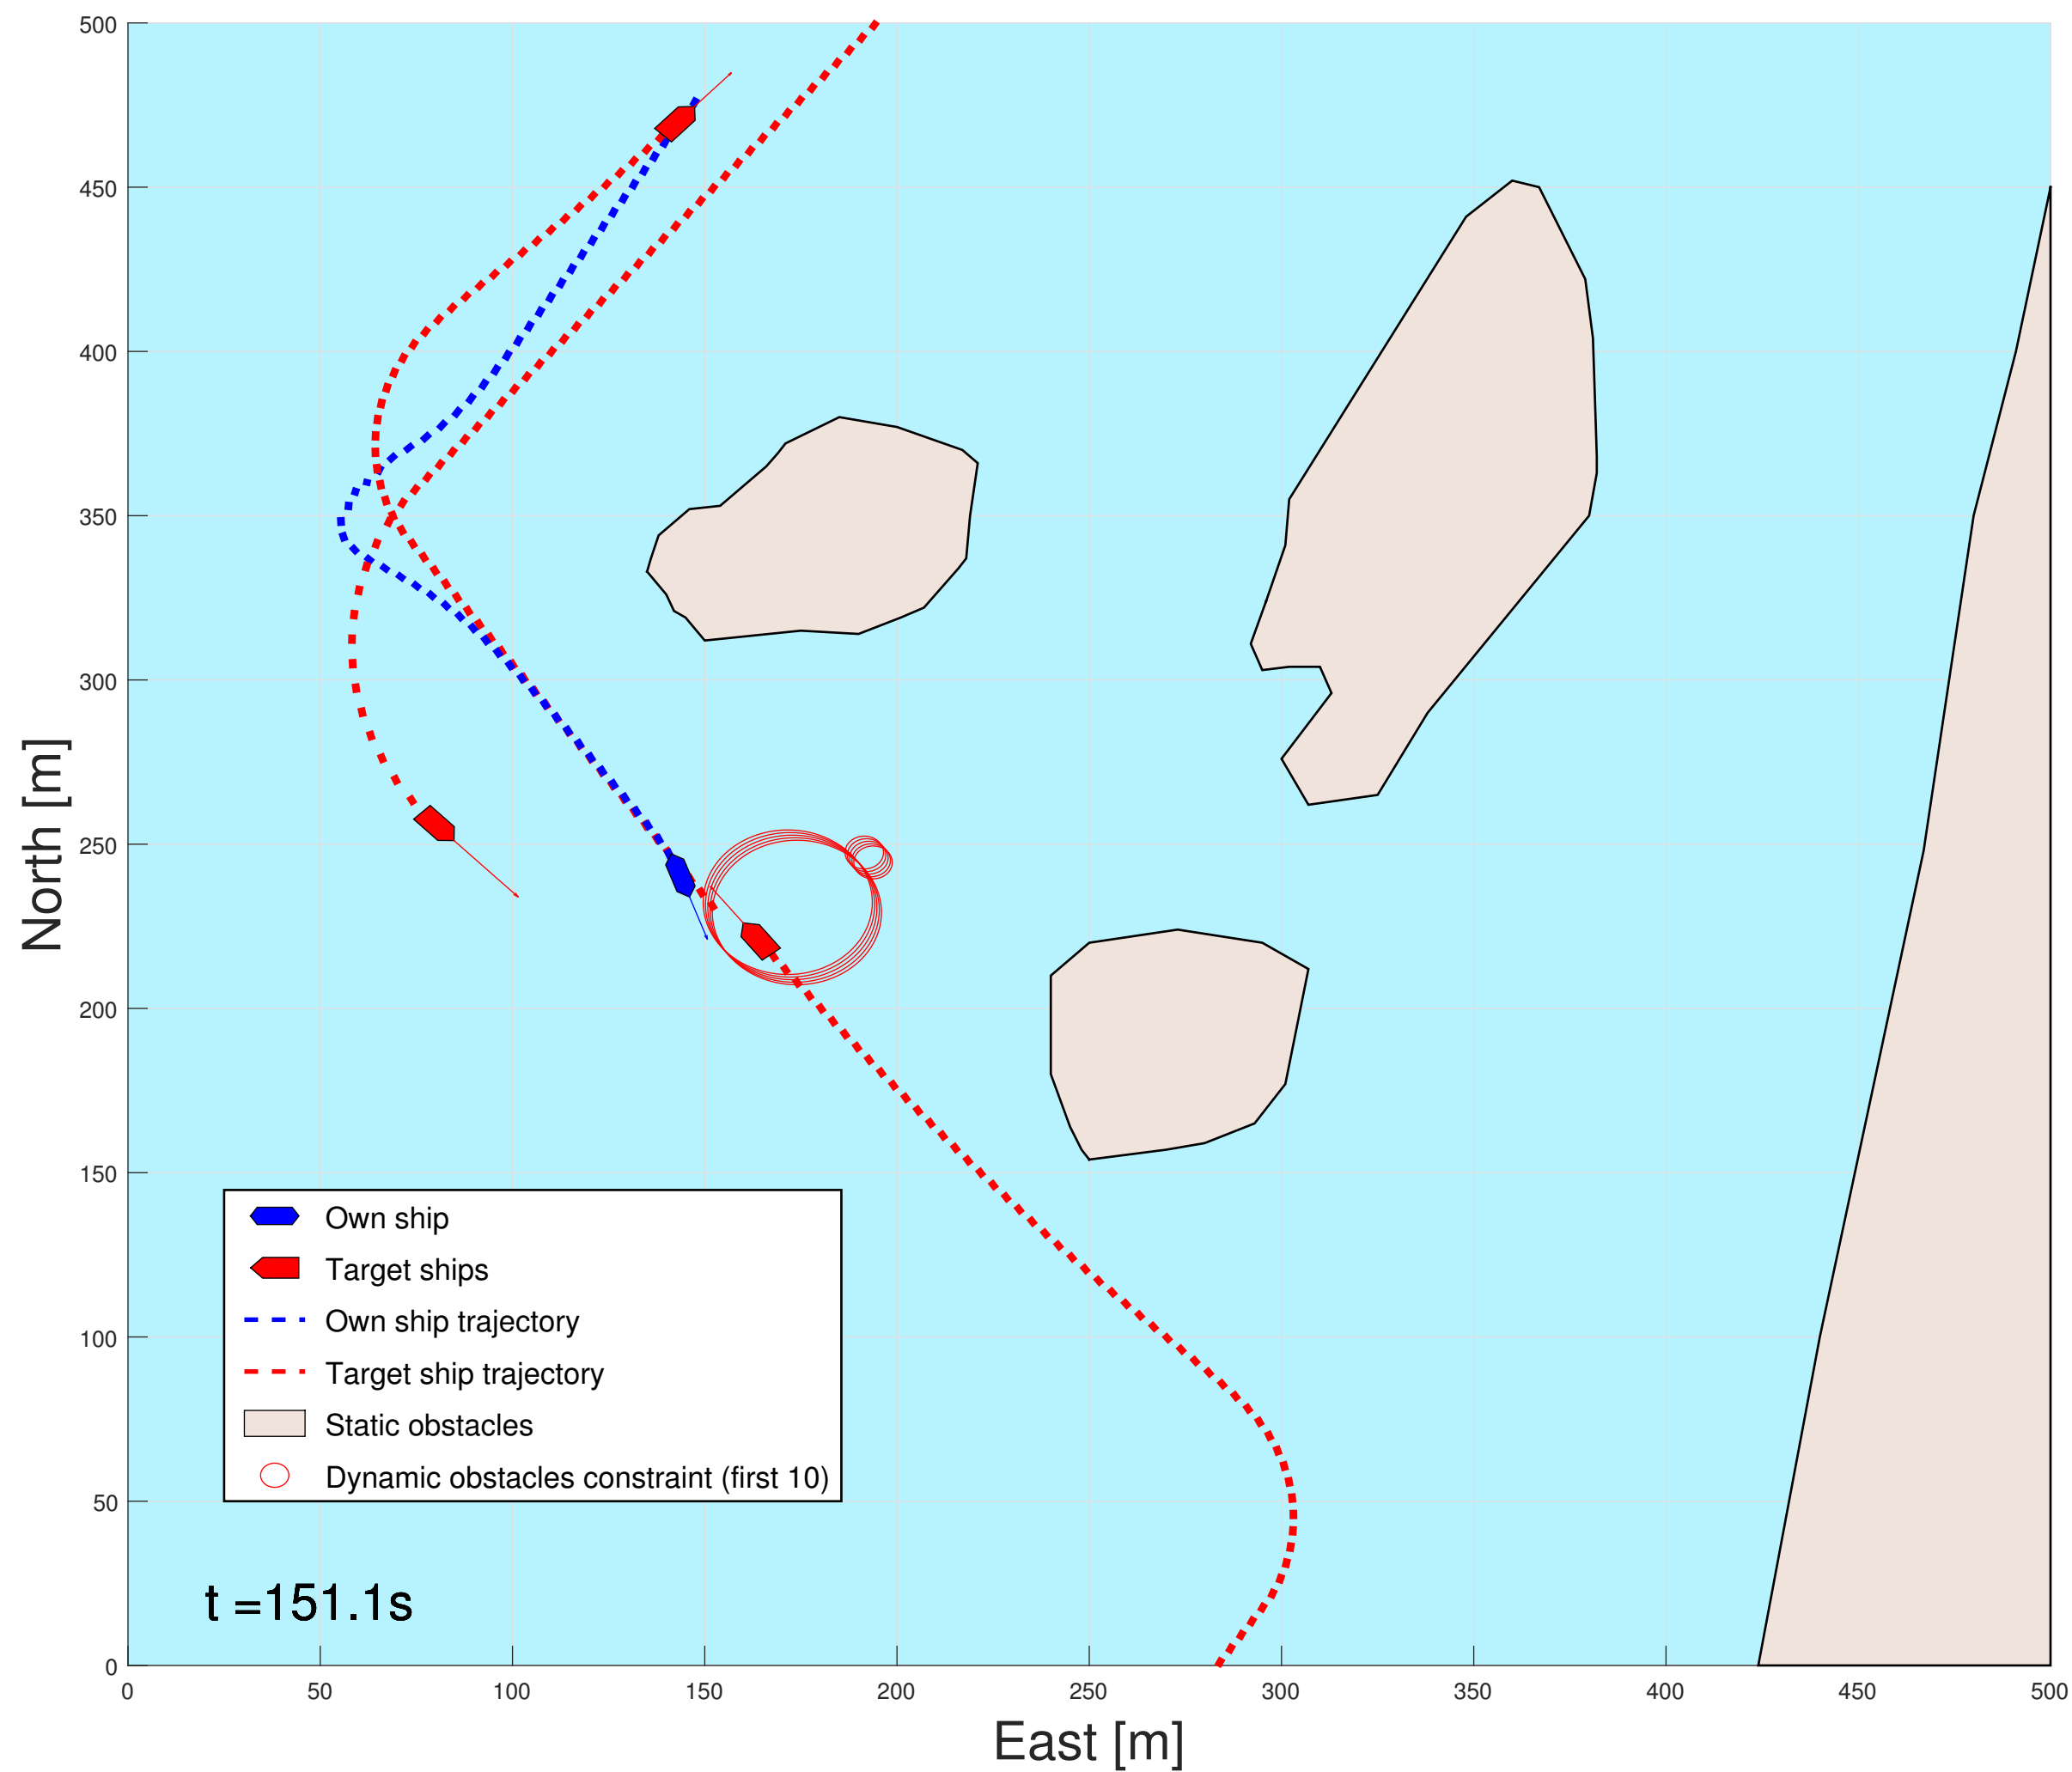 500
450
400
350
300
250
200
150
100
50
0
North [m]
Own ship
Target ships
Own ship trajectory
Target ship trajectory
Static obstacles
Dynamic obstacles constraint (first 10)
t =151.1s
0 50 100 150 200 250 300 350 400 450 500
East [m]